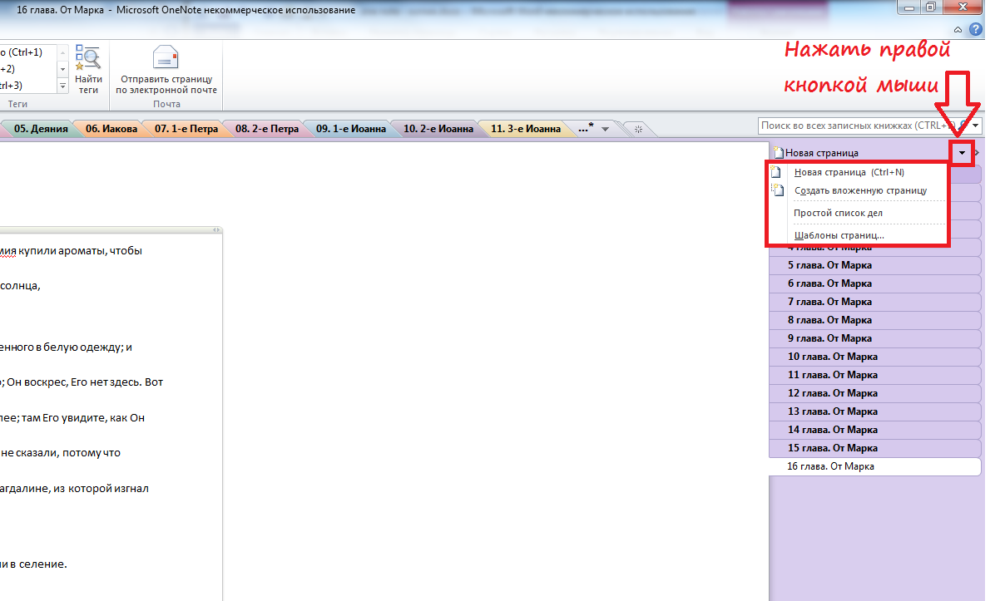 16 глава. От Марка - Microsoft OneNote некоммерческое использование
о (Ctrl+1)
+2)
trl+3)
Найти
теги
Теги
Отправить страницу
по электронной почте
Почта
Нажать правой
кнопкой мыши
05. Деяния
06. Иакова
07. 1-е Петра
08. 2-е Петра
09. 1-е Иоанна
10. 2-е Иоанна
11. 3-е Иоанна
...*
Поиск во всех записных книжках (CTRL+
Новая страница
Новая страница (Ctrl+N)
Создать вложенную страницу
Простой список дел
Шаблоны страниц...
4 глава. От Марка
5 глава. От Марка
6 глава. От Марка
7 глава. От Марка
8 глава. От Марка
9 глава. От Марка
10 глава. От Марка
11 глава. От Марка
12 глава. От Марка
13 глава. От Марка
14 глава. От Марка
15 глава. От Марка
16 глава. От Марка
мия купили ароматы, чтобы
солнца,
енного в белую одежду; и
; Он воскрес, Его нет здесь. Вот
лее; там Его увидите, как Он
не сказали, потому что
агдалине, из которой изгнал
и в селение.